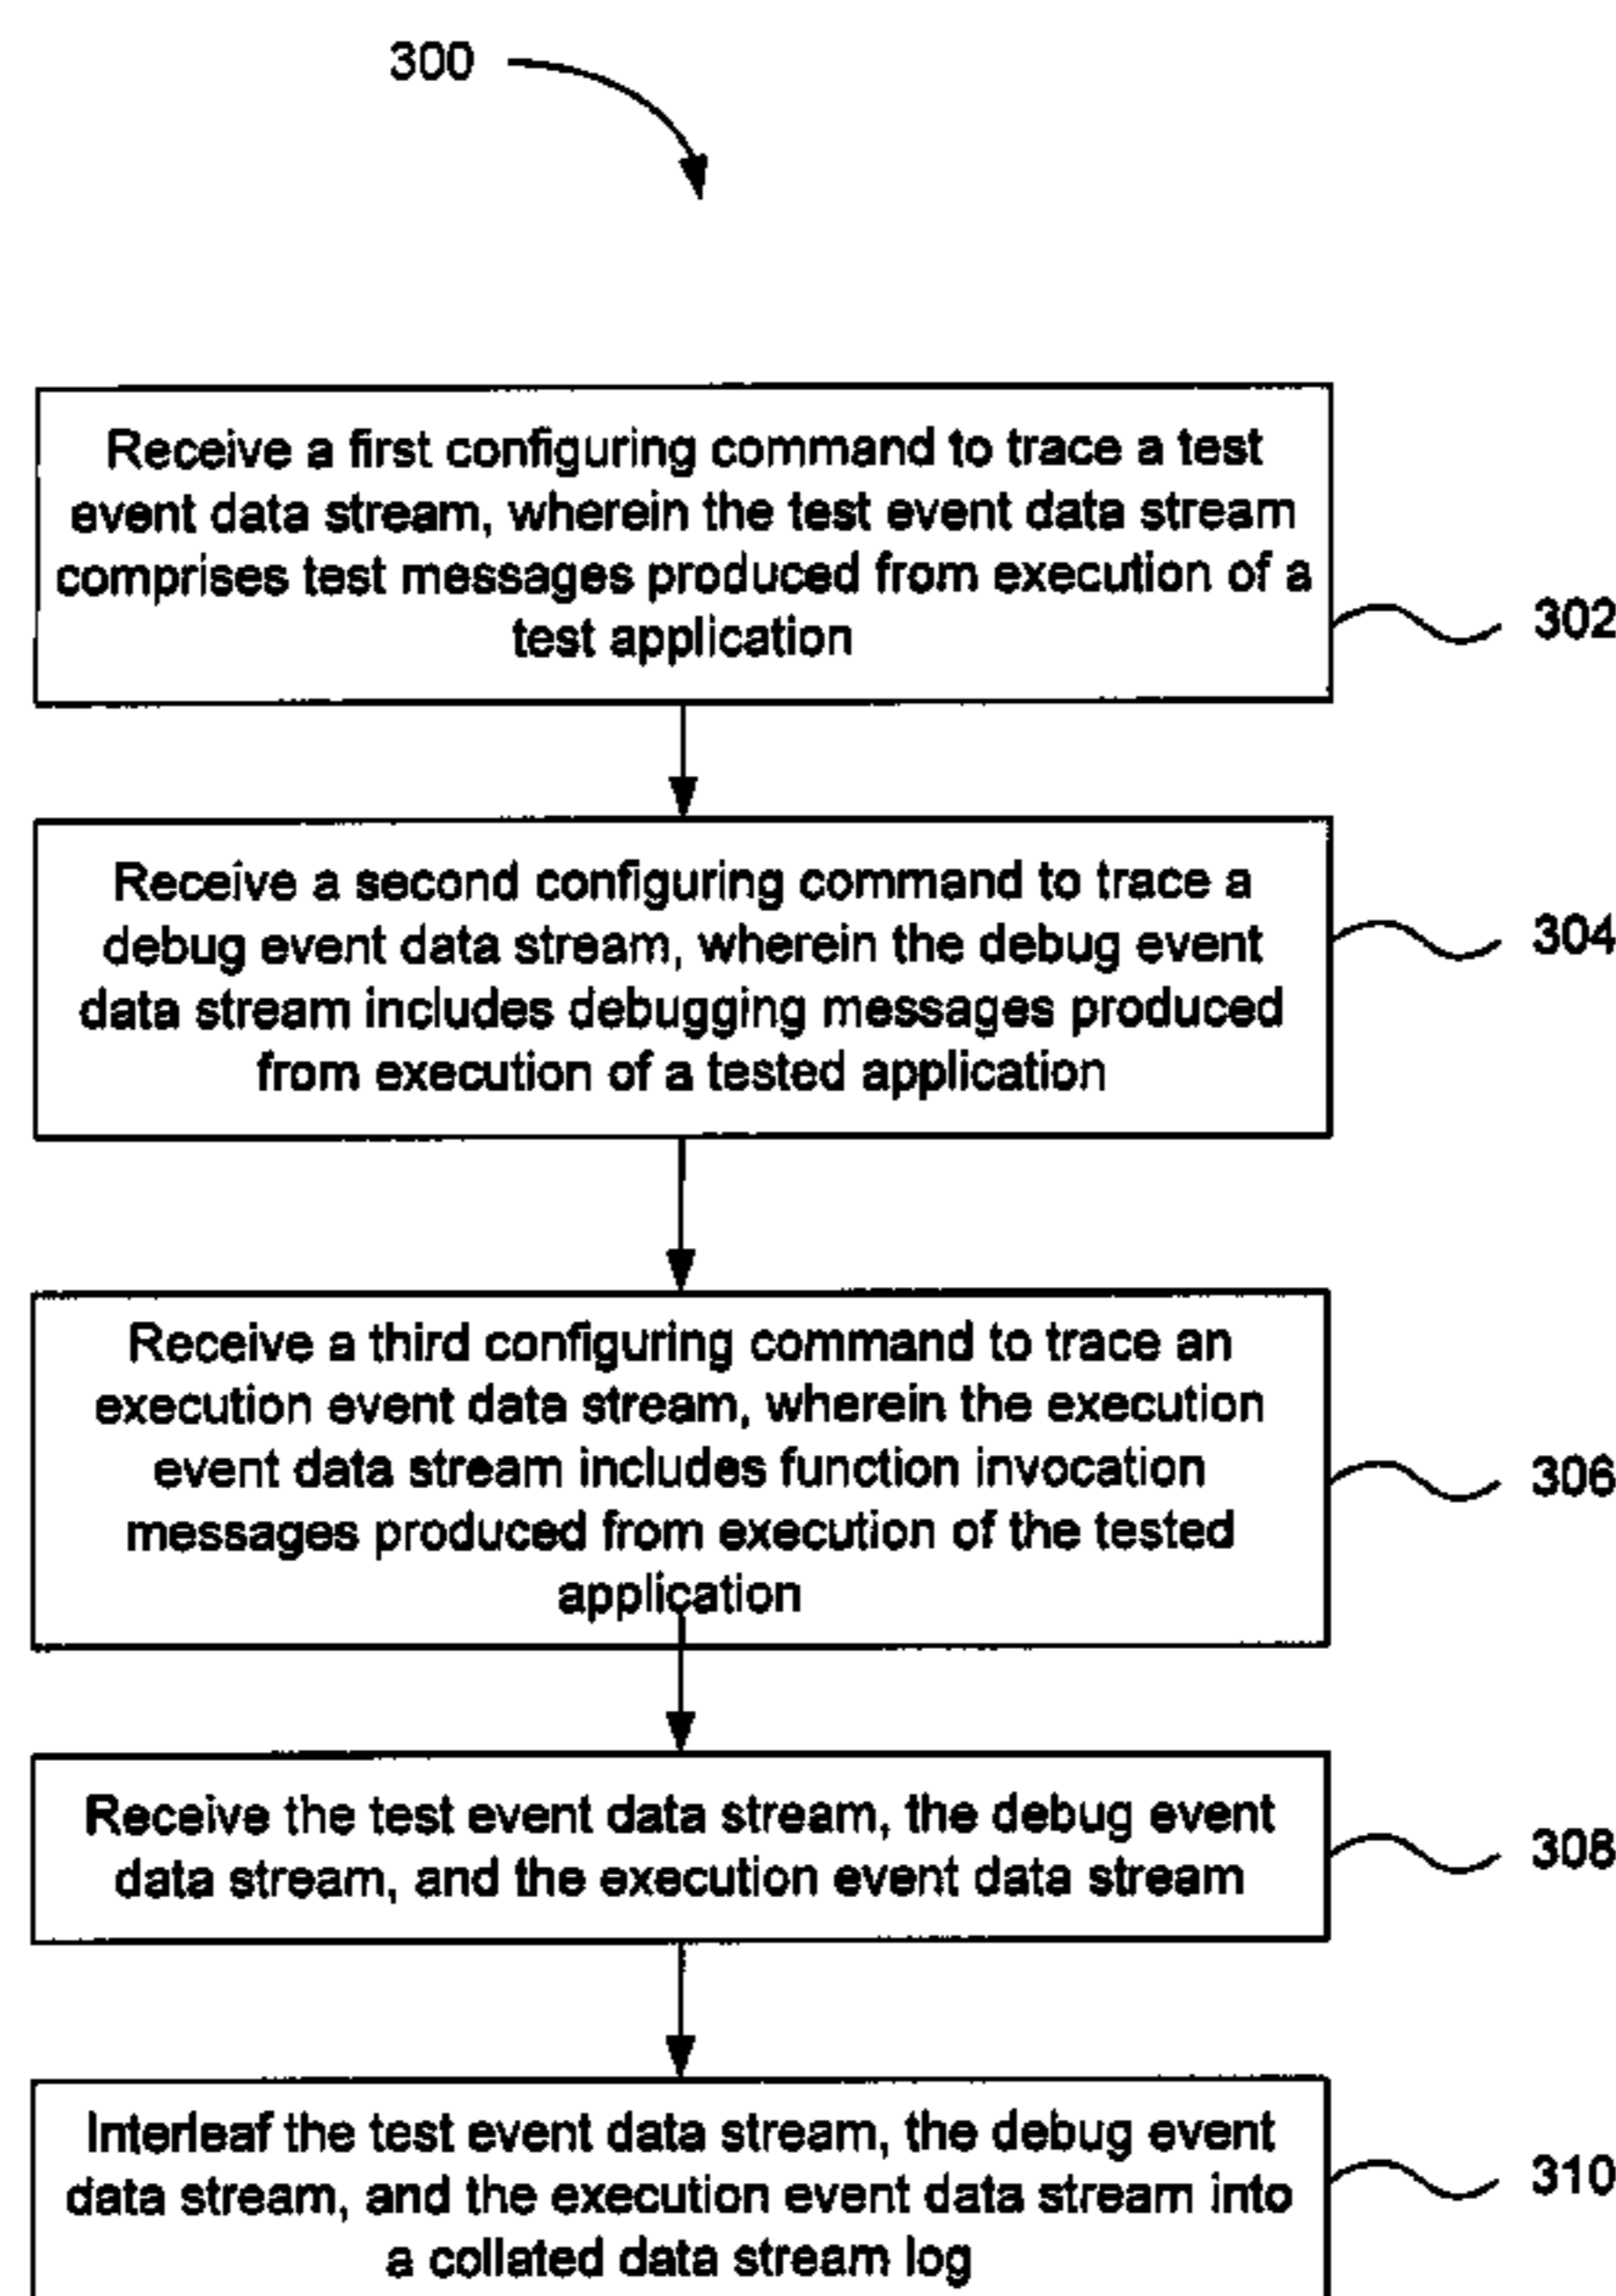 300
Receive a first configuring command to trace a test
event data stream, wherein the test event data stream
comprises test messages produced from execution of a
test application
302
Receive a second configuring command to trace a
debug event data stream, wherein the debug event
data stream includes debugging messages produced
from execution of a tested application
304
Receive a third configuring command to trace an
execution event data stream, wherein the execution
event data stream includes function invocation
messages produced from execution of the tested
application
306
Receive the test event data stream, the debug event
data stream, and the execution event data stream
308
Interleaf the test event data stream, the debug event
data stream, and the execution event data stream into
a collated data stream log
310